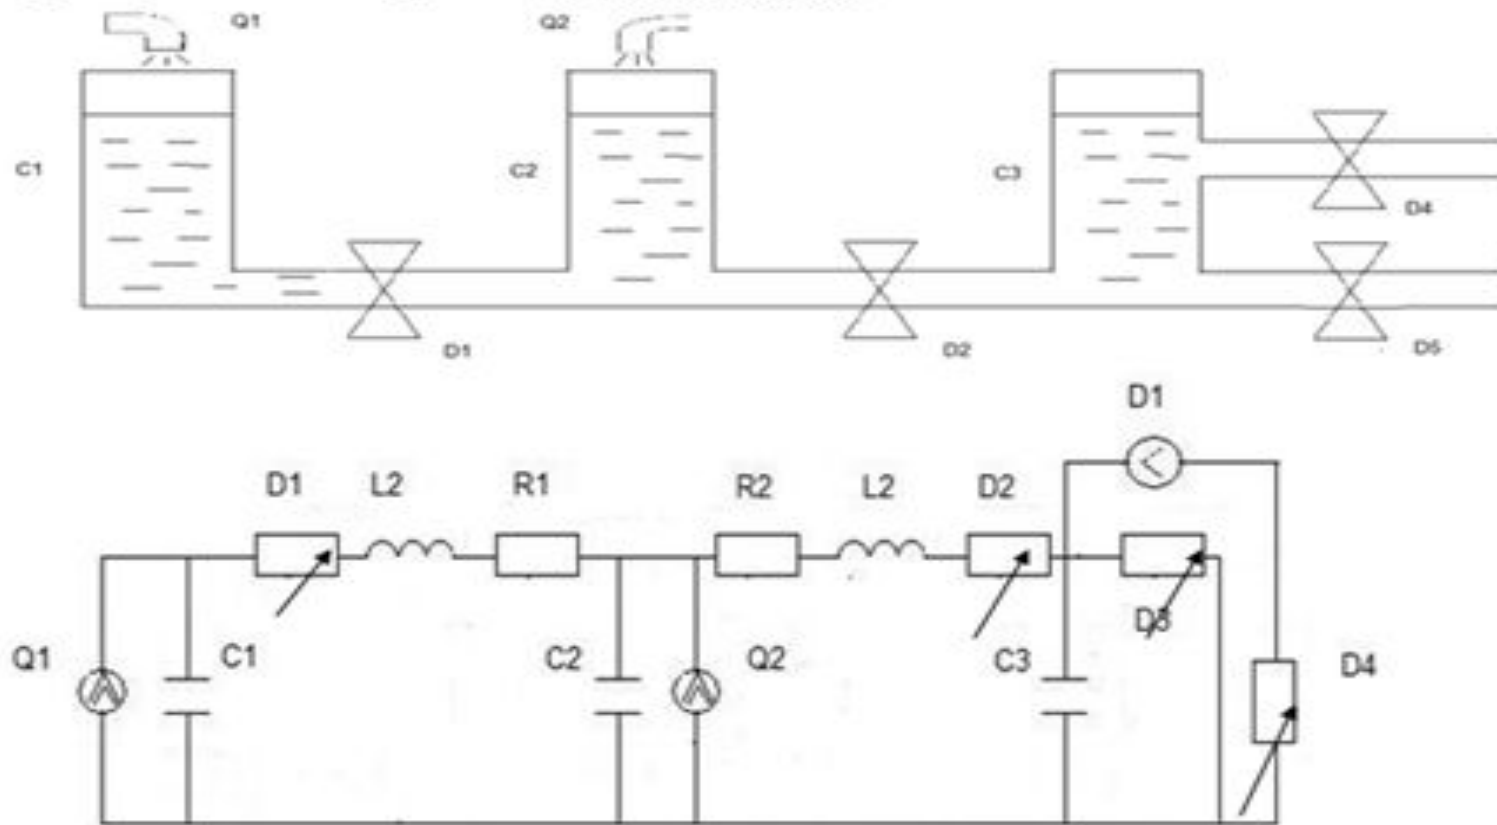 Q1 Q2
C1 C2 C3
D4
D1 D2 D5
D1
D1 L2 R1 R2 L2 D2
D3
Q1 C1 C2 Q2 C3 D4